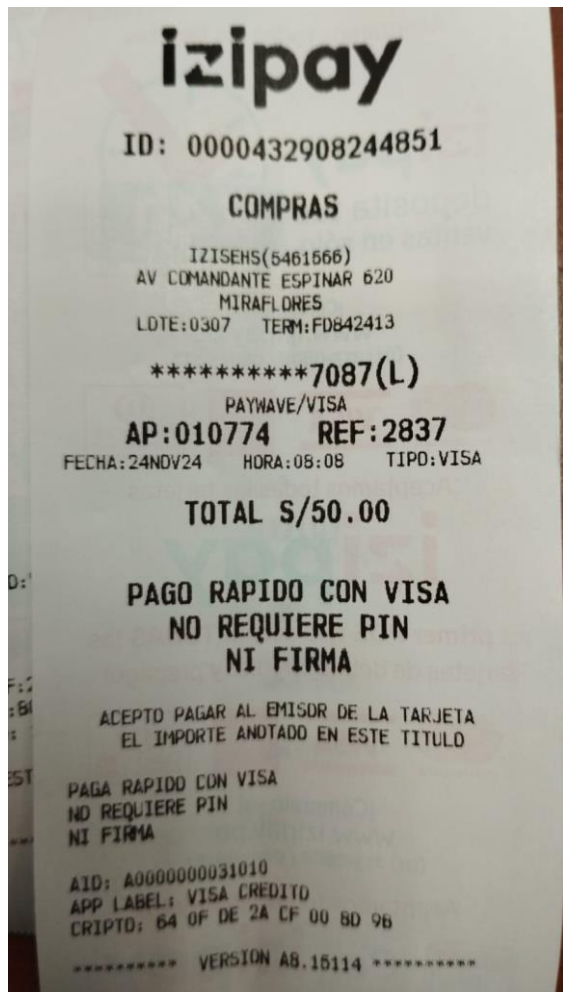 izipay
ID: 0000432908244851
COMPRAS
IZISEHS(5461566)
AV COMANDANTE ESPINAR 620
MIRAFLORES
LOTE:0307 TERM:FD842413
**********7087(L)
PAYWAVE/VISA
AP:010774 REF:2837
FECHA:24NOV24 HORA:08:08 TIPO:VISA
TOTAL S/50.00
PAGO RAPIDO CON VISA
NO REQUIERE PIN
NI FIRMA
ACEPTO PAGAR AL EMISOR DE LA TARJETA
EL IMPORTE ANOTADO EN ESTE TITULO
PAGA RAPIDO CON VISA
NO REQUIERE PIN
NI FIRMA
AID: A0000000031010
APP LABEL: VISA CREDITO
CRIPTO: 64 0F DE 2A CF 00 8D 9B
********** VERSION A8.15114 **********